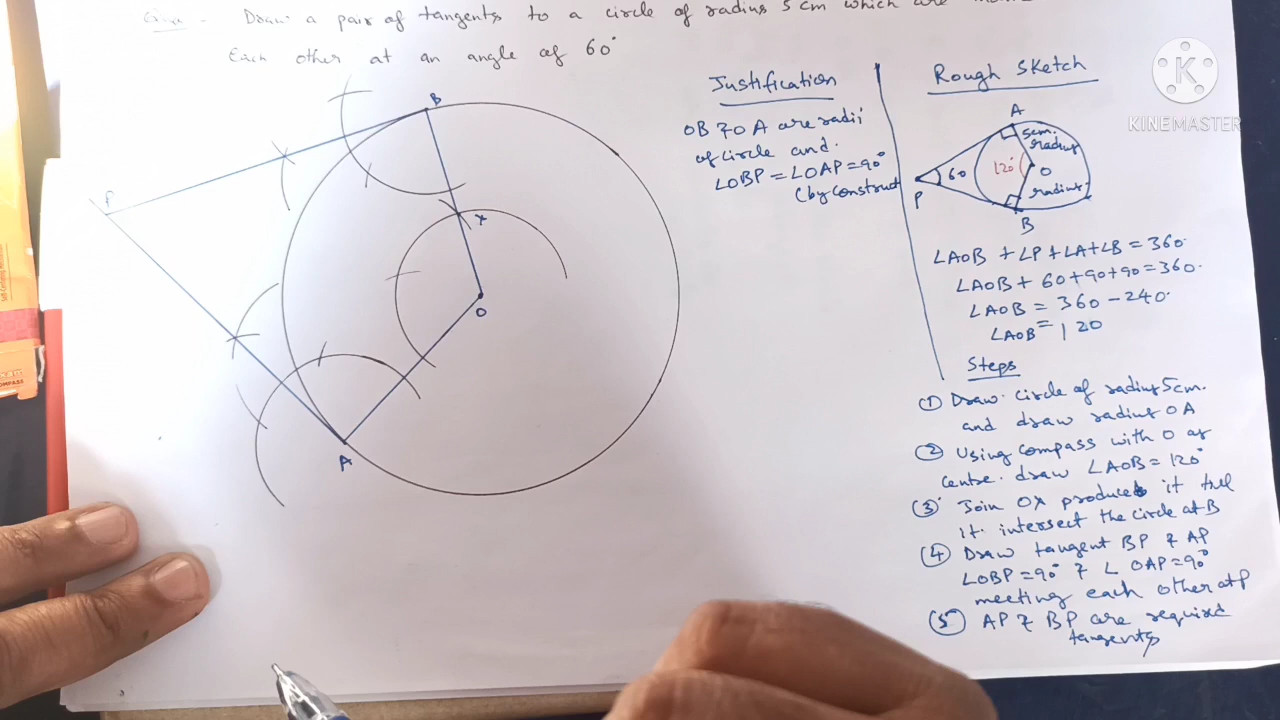 Draw a pair of tangents to a circle of radius 5 cm which are
Each other at an angle of 60°
Justification
OB & OA are radii
of circle and
∠OBP = ∠OAP = 90°
(by construct
Rough Sketch
A
5cm
radius
P
60
120°
O
radius
B
∠AOB + ∠P + ∠A + ∠B = 360
∠AOB + 60 + 90 + 90 = 360
∠AOB = 360 - 240
∠AOB = 120
Steps
① Draw circle of radius 5cm.
and draw radius OA
② Using compass with O as
centre. draw ∠AOB = 120°
③ Join OX produce it till
it intersect the circle at B
④ Draw tangent BP & AP
∠OBP = 90° & ∠OAP = 90°
meeting each other at P
⑤ AP & BP are required
tangents
B
P
X
O
A
K
KINEMASTER